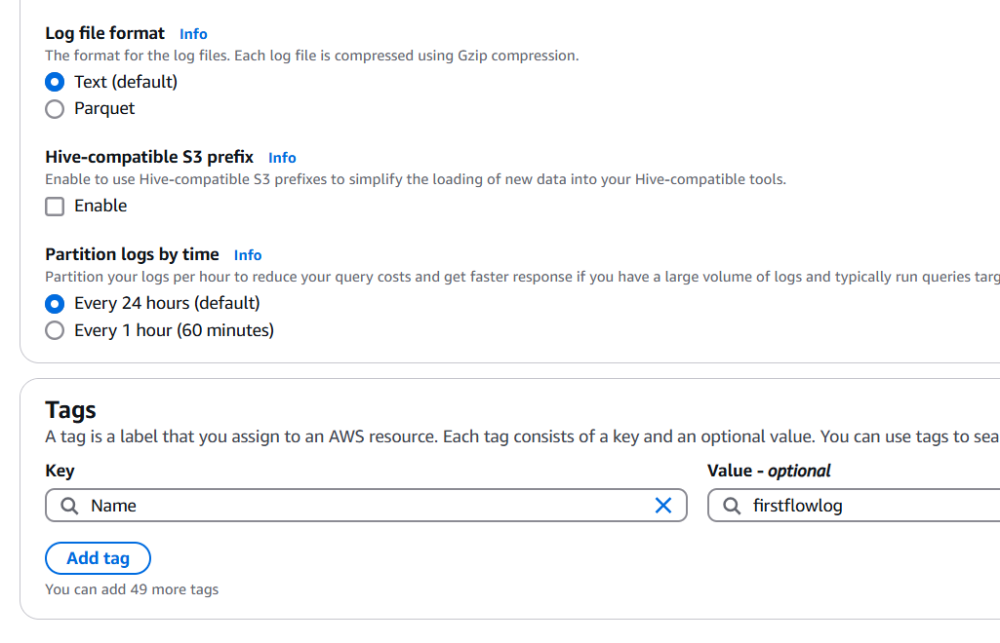 Log file format Info
The format for the log files. Each log file is compressed using Gzip compression.
Text (default)
Parquet
Hive-compatible S3 prefix Info
Enable to use Hive-compatible S3 prefixes to simplify the loading of new data into your Hive-compatible tools.
Enable
Partition logs by time Info
Partition your logs per hour to reduce your query costs and get faster response if you have a large volume of logs and typically run queries targ
Every 24 hours (default)
Every 1 hour (60 minutes)
Tags
A tag is a label that you assign to an AWS resource. Each tag consists of a key and an optional value. You can use tags to sea
Key
Value - optional
Name
firstflowlog
Add tag
You can add 49 more tags